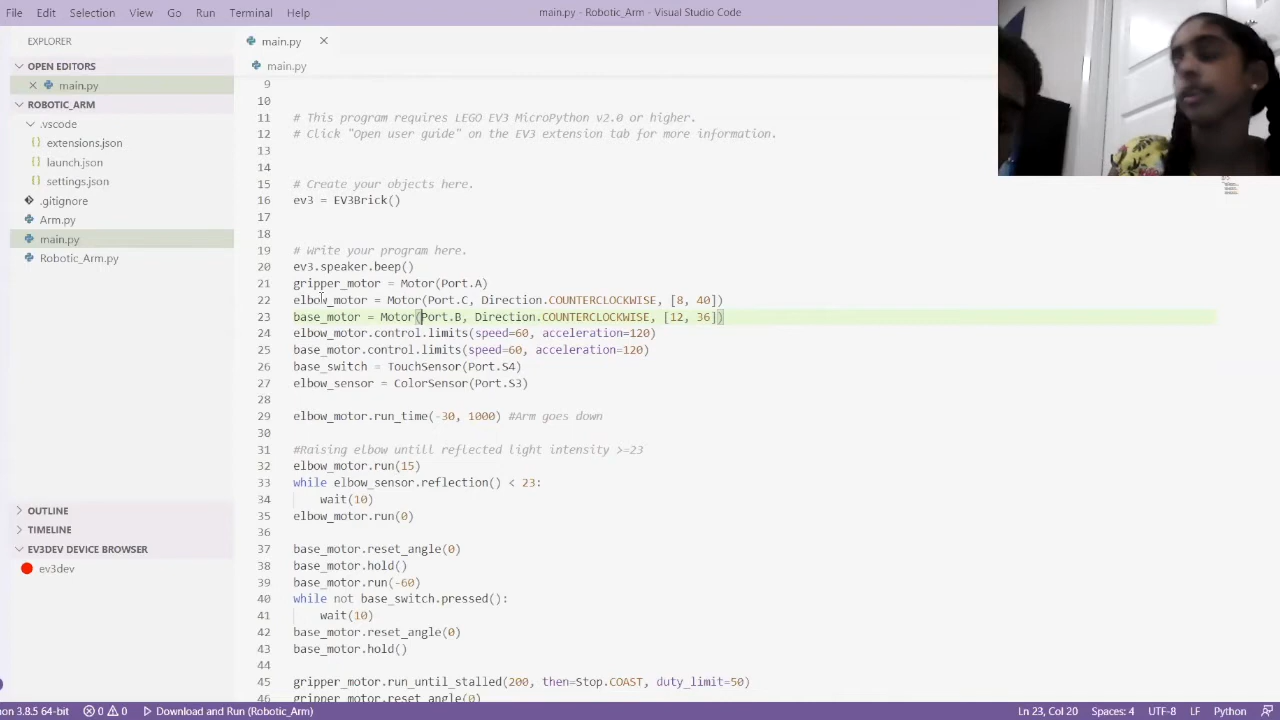 File Edit Selection View Go Run Terminal Help
main.py - Robotic_Arm - Visual Studio Code
EXPLORER
OPEN EDITORS
main.py
ROBOTIC_ARM
.vscode
extensions.json
launch.json
settings.json
.gitignore
Arm.py
main.py
Robotic_Arm.py
OUTLINE
TIMELINE
EV3DEV DEVICE BROWSER
ev3dev
main.py
main.py
9
10
11 # This program requires LEGO EV3 MicroPython v2.0 or higher.
12 # Click "Open user guide" on the EV3 extension tab for more information.
13
14
15 # Create your objects here.
16 ev3 = EV3Brick()
17
18
19 # Write your program here.
20 ev3.speaker.beep()
21 gripper_motor = Motor(Port.A)
22 elbow_motor = Motor(Port.C, Direction.COUNTERCLOCKWISE, [8, 40])
23 base_motor = Motor(Port.B, Direction.COUNTERCLOCKWISE, [12, 36])
24 elbow_motor.control.limits(speed=60, acceleration=120)
25 base_motor.control.limits(speed=60, acceleration=120)
26 base_switch = TouchSensor(Port.S4)
27 elbow_sensor = ColorSensor(Port.S3)
28
29 elbow_motor.run_time(-30, 1000) #Arm goes down
30
31 #Raising elbow untill reflected light intensity >=23
32 elbow_motor.run(15)
33 while elbow_sensor.reflection() < 23:
34 wait(10)
35 elbow_motor.run(0)
36
37 base_motor.reset_angle(0)
38 base_motor.hold()
39 base_motor.run(-60)
40 while not base_switch.pressed():
41 wait(10)
42 base_motor.reset_angle(0)
43 base_motor.hold()
44
45 gripper_motor.run_until_stalled(200, then=Stop.COAST, duty_limit=50)
46 gripper_motor.reset_angle(0)
on 3.8.5 64-bit 0 0 Download and Run (Robotic_Arm) Ln 23, Col 20 Spaces: 4 UTF-8 LF Python